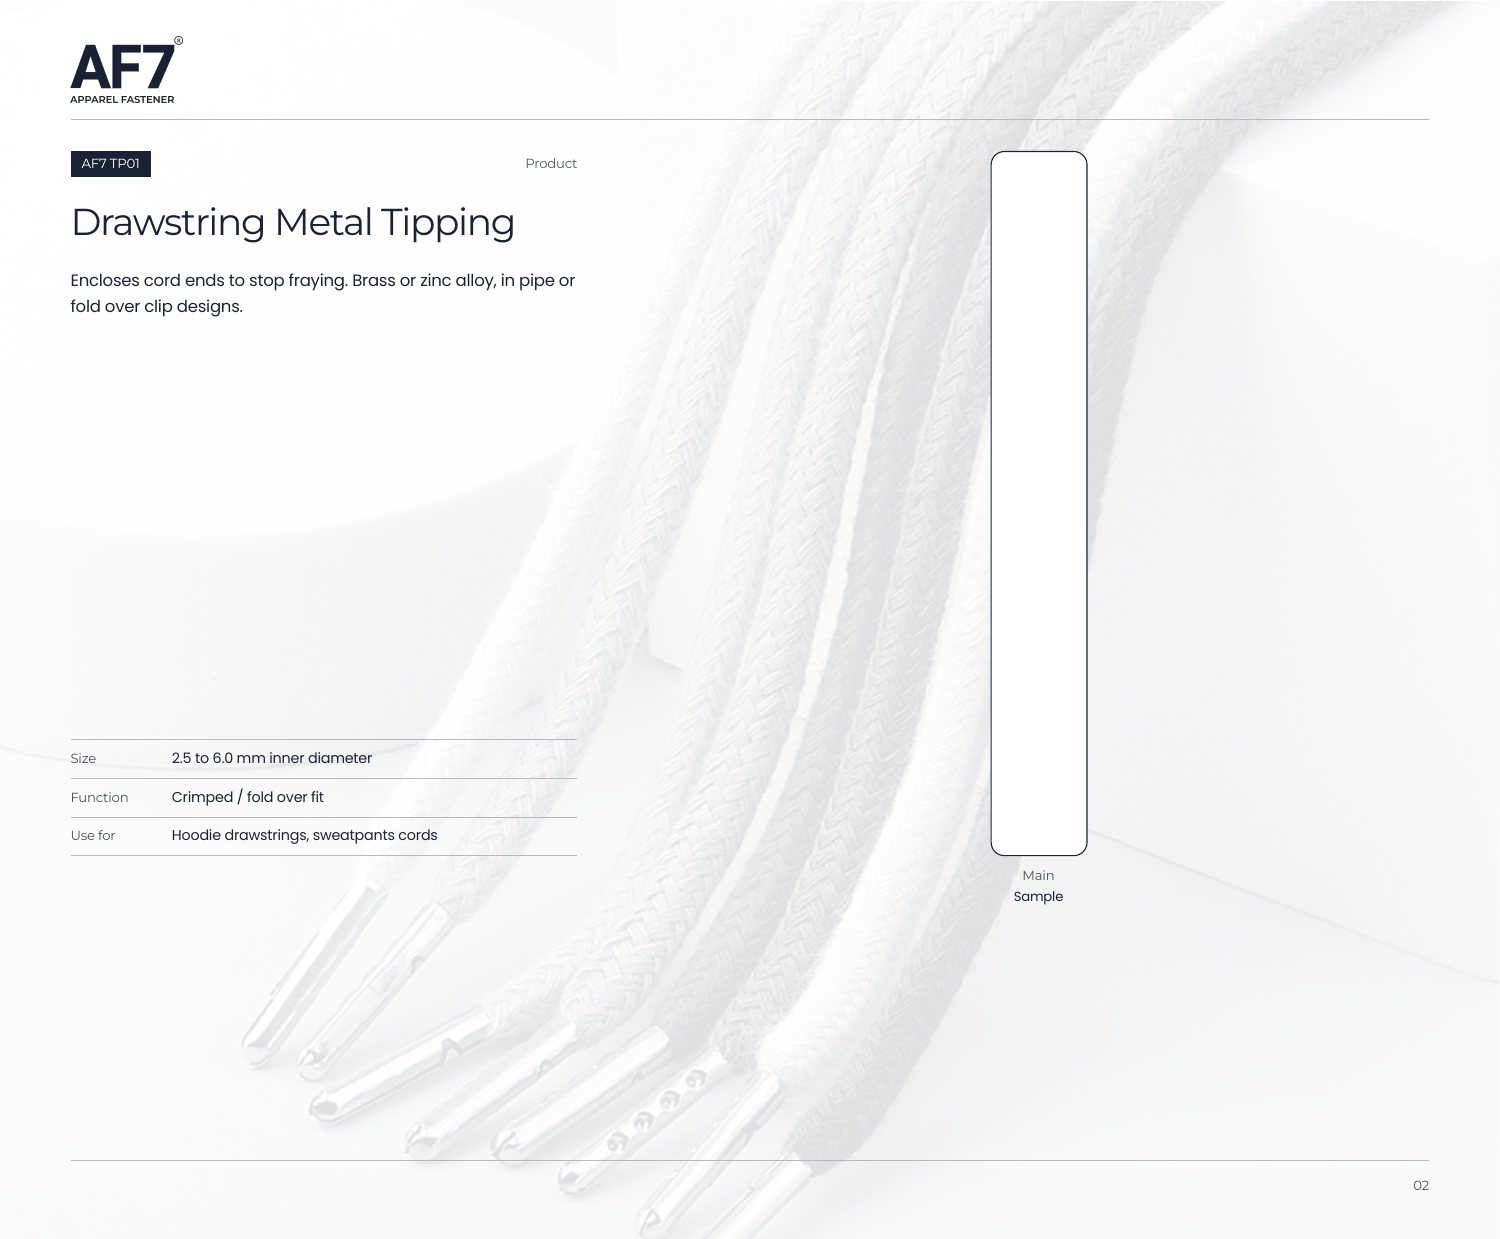 AF7®
APPAREL FASTENER
AF7 TP01
Product
Drawstring Metal Tipping
Encloses cord ends to stop fraying. Brass or zinc alloy, in pipe or
fold over clip designs.
Size 2.5 to 6.0 mm inner diameter
Function Crimped / fold over fit
Use for Hoodie drawstrings, sweatpants cords
Main
Sample
02